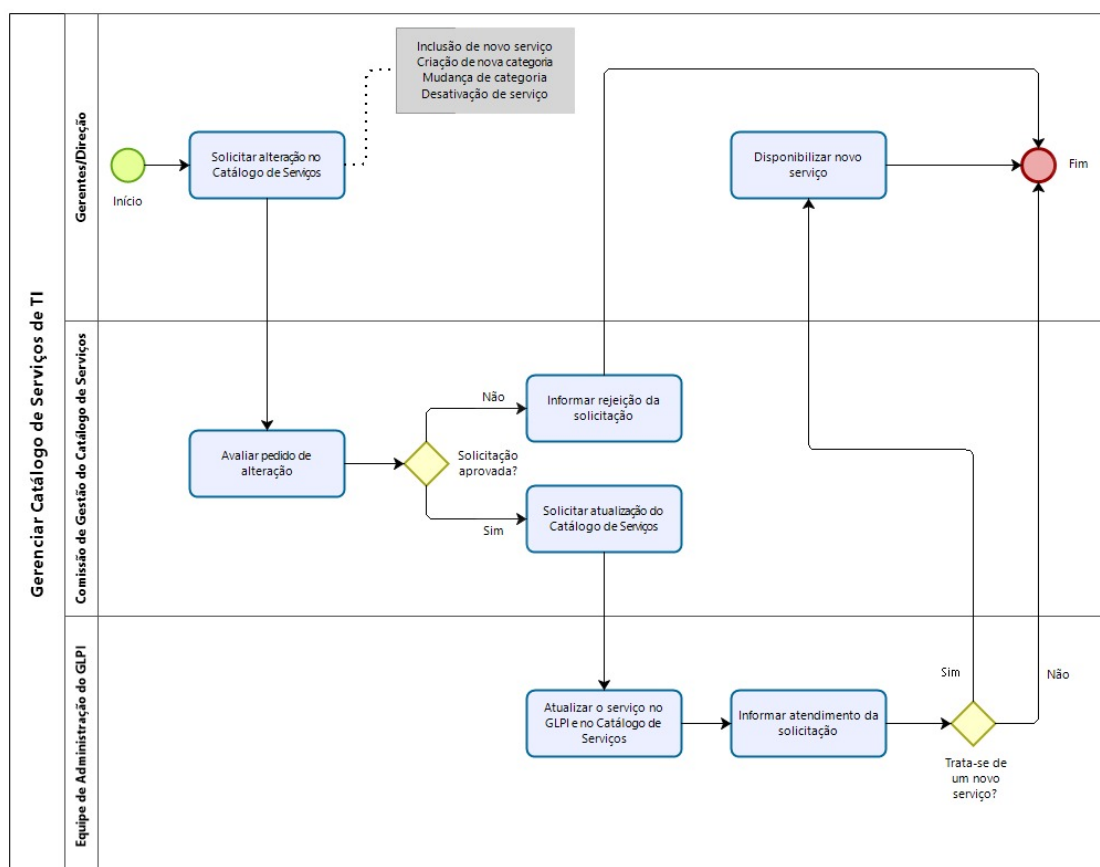 Gerenciar Catálogo de Serviços de TI
Gerentes/Direção
Início
Solicitar alteração no
Catálogo de Serviços
Inclusão de novo serviço
Criação de nova categoria
Mudança de categoria
Desativação de serviço
Disponibilizar novo
serviço
Fim
Comissão de Gestão do Catálogo de Serviços
Avaliar pedido de
alteração
Solicitação
aprovada?
Não
Informar rejeição da
solicitação
Sim
Solicitar atualização do
Catálogo de Serviços
Equipe de Administração do GLPI
Atualizar o serviço no
GLPI e no Catálogo de
Serviços
Informar atendimento da
solicitação
Sim
Não
Trata-se de
um novo
serviço?